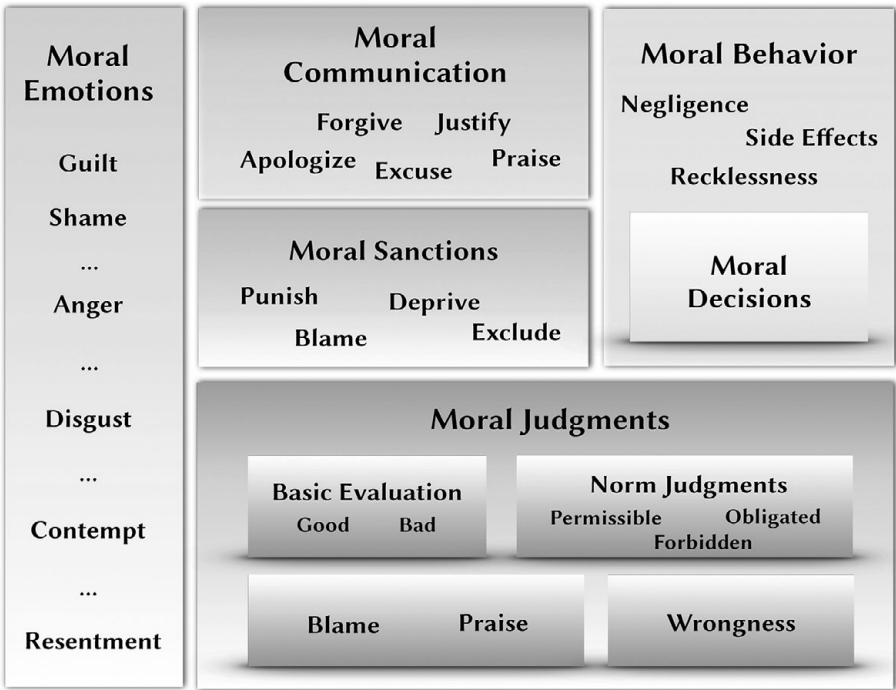 Moral
Emotions
Guilt
Shame
...
Anger
...
Disgust
...
Contempt
...
Resentment
Moral
Communication
Forgive Justify
Apologize Excuse Praise
Moral Behavior
Negligence
Side Effects
Recklessness
Moral
Decisions
Moral Sanctions
Punish Deprive
Blame Exclude
Moral Judgments
Basic Evaluation
Good Bad
Norm Judgments
Permissible Obligated
Forbidden
Blame Praise
Wrongness